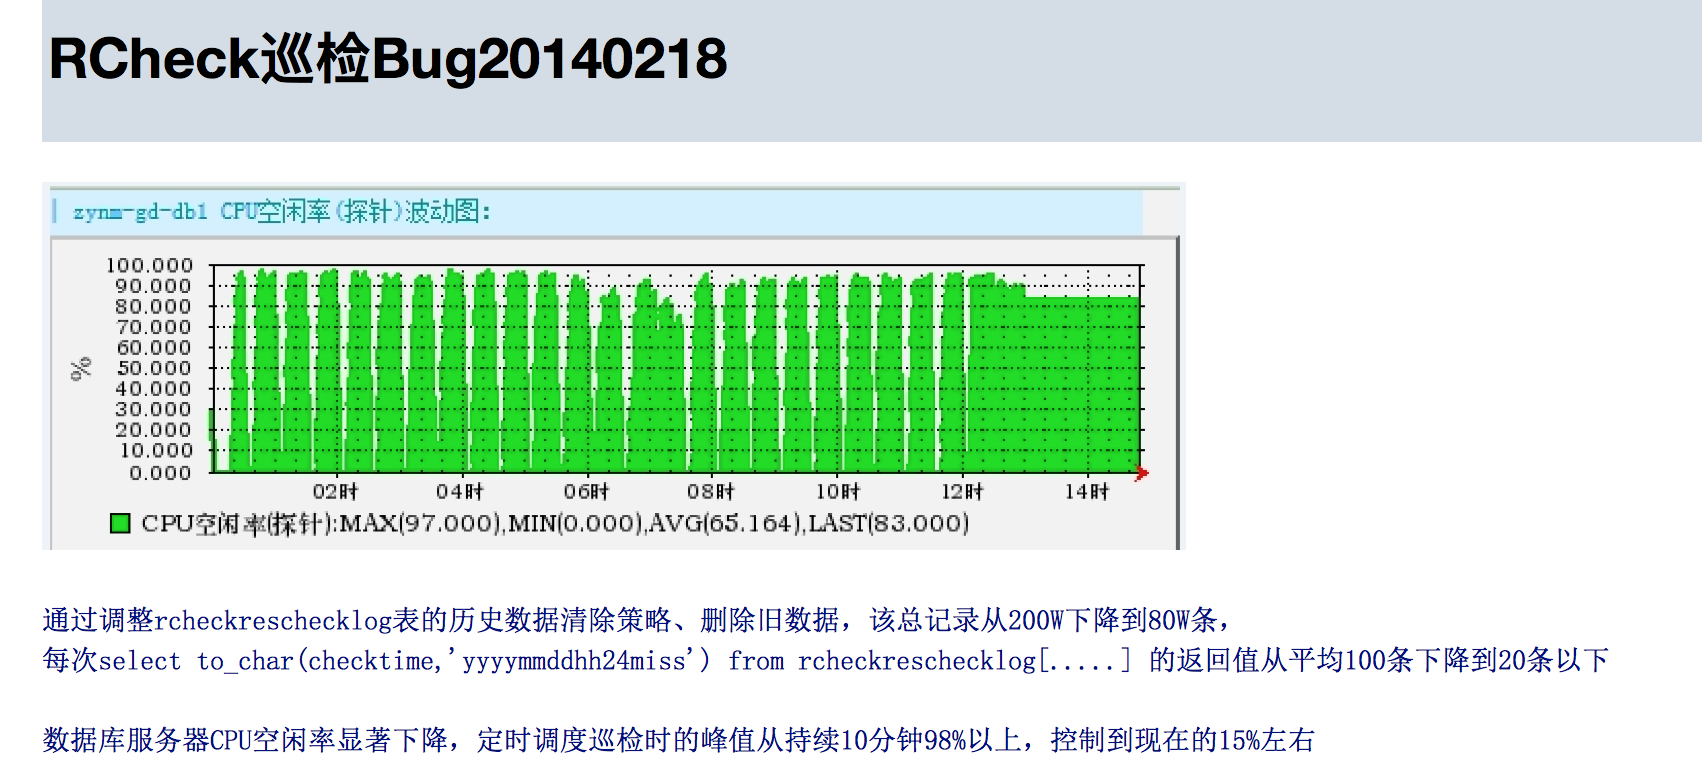 RCheck巡检Bug20140218
zynm-gd-db1 CPU空闲率(探针)波动图:
100.000
90.000
80.000
70.000
60.000
50.000
40.000
30.000
20.000
10.000
0.000
%
02时 04时 06时 08时 10时 12时 14时
CPU空闲率(探针):MAX(97.000),MIN(0.000),AVG(65.164),LAST(83.000)
通过调整rcheckreschecklog表的历史数据清除策略、删除旧数据，该总记录从200W下降到80W条，
每次select to_char(checktime,'yyyymmddhh24miss') from rcheckreschecklog[.....] 的返回值从平均100条下降到20条以下
数据库服务器CPU空闲率显著下降，定时调度巡检时的峰值从持续10分钟98%以上，控制到现在的15%左右